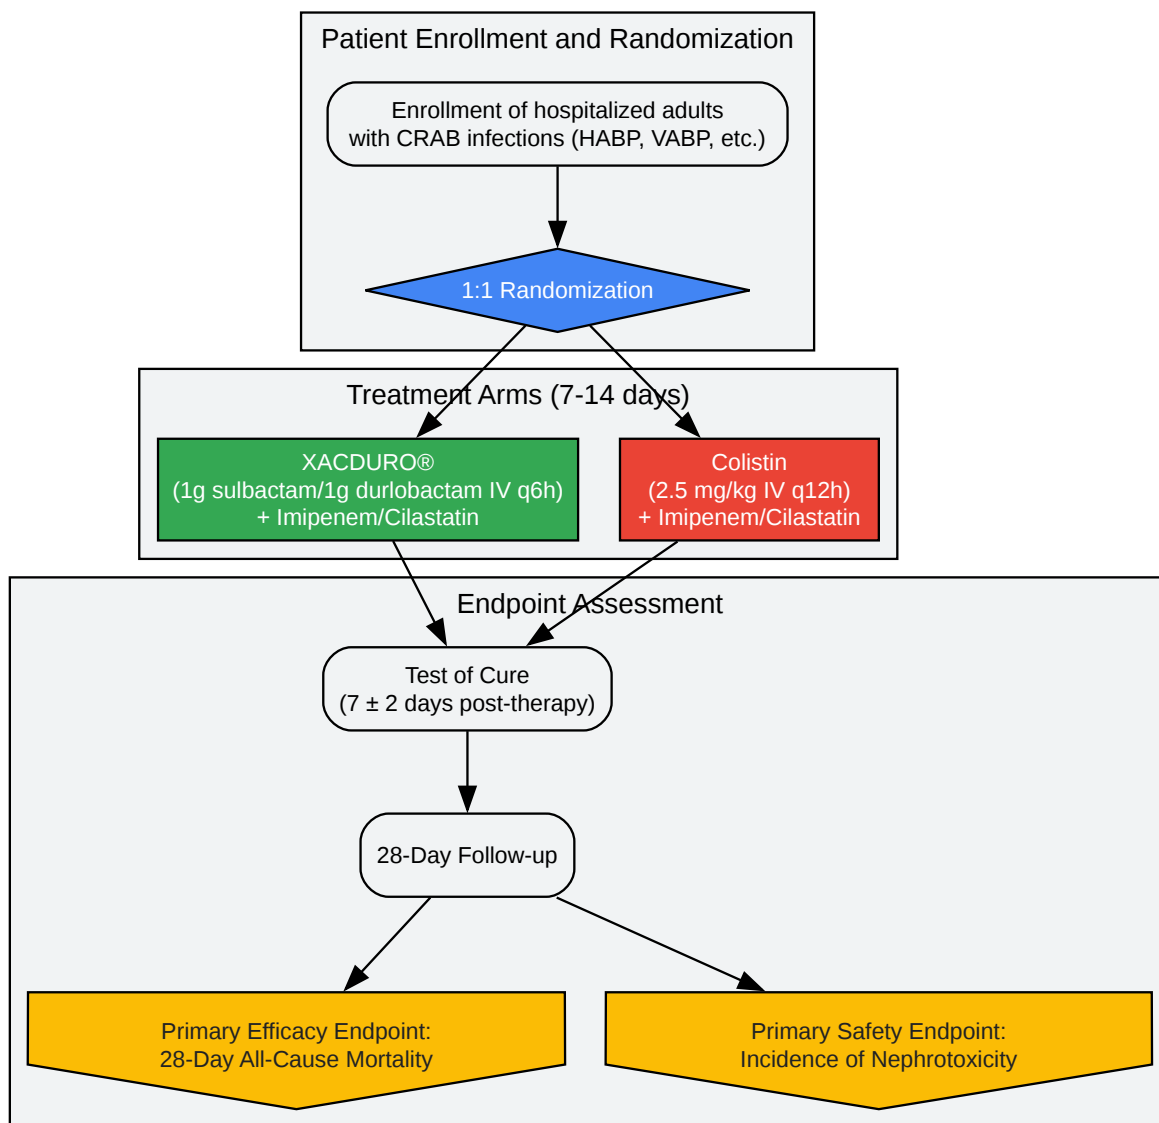 Patient Enrollment and Randomization
Enrollment of hospitalized adults
with CRAB infections (HABP, VABP, etc.)
1:1 Randomization
Treatment Arms (7-14 days)
XACDURO®
(1g sulbactam/1g durlobactam IV q6h)
+ Imipenem/Cilastatin
Colistin
(2.5 mg/kg IV q12h)
+ Imipenem/Cilastatin
Endpoint Assessment
Test of Cure
(7 ± 2 days post-therapy)
28-Day Follow-up
Primary Efficacy Endpoint:
28-Day All-Cause Mortality
Primary Safety Endpoint:
Incidence of Nephrotoxicity